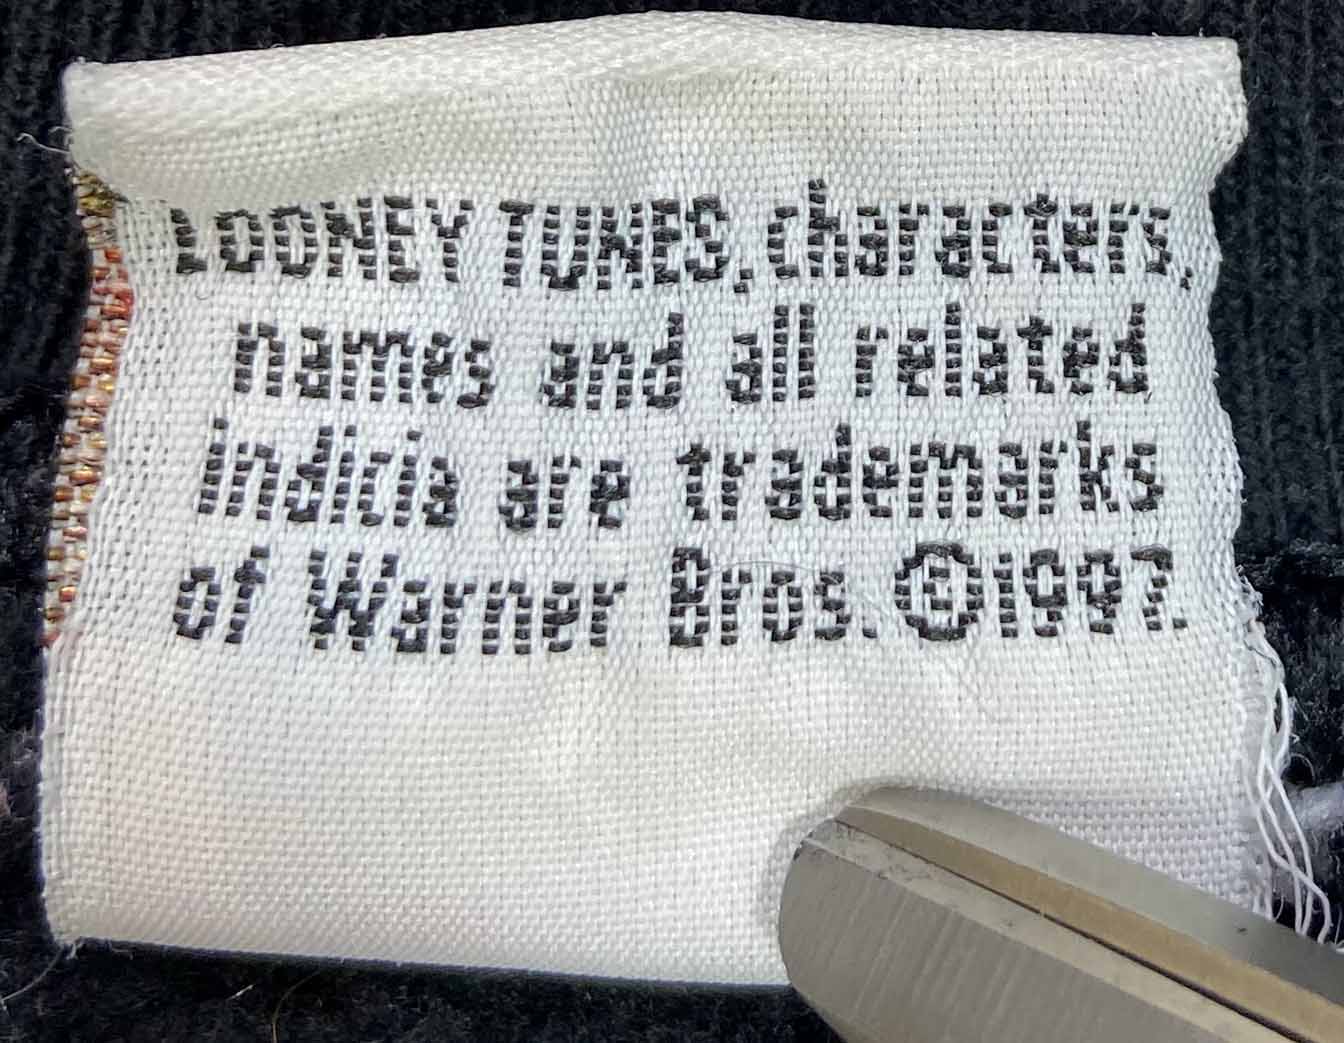 LOONEY TUNES, characters,
names and all related
indicia are trademarks
of Warner Bros. ©1997.